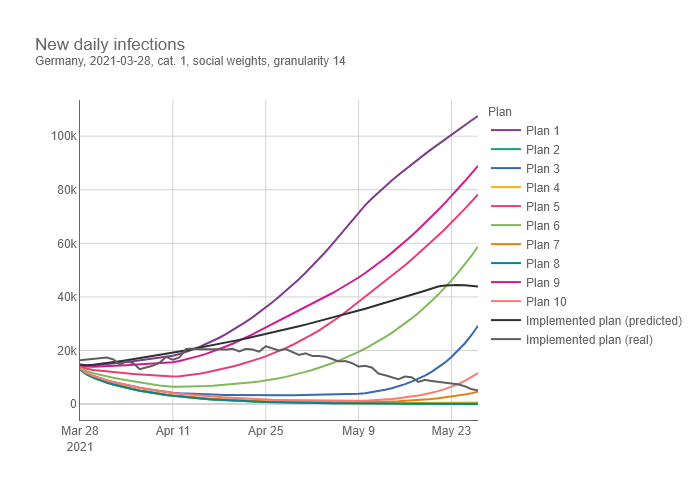 New daily infections
Germany, 2021-03-28, cat. 1, social weights, granularity 14
100k
80k
60k
40k
20k
0
Mar 28
2021
Apr 11
Apr 25
May 9
May 23
Plan
Plan 1
Plan 2
Plan 3
Plan 4
Plan 5
Plan 6
Plan 7
Plan 8
Plan 9
Plan 10
Implemented plan (predicted)
Implemented plan (real)